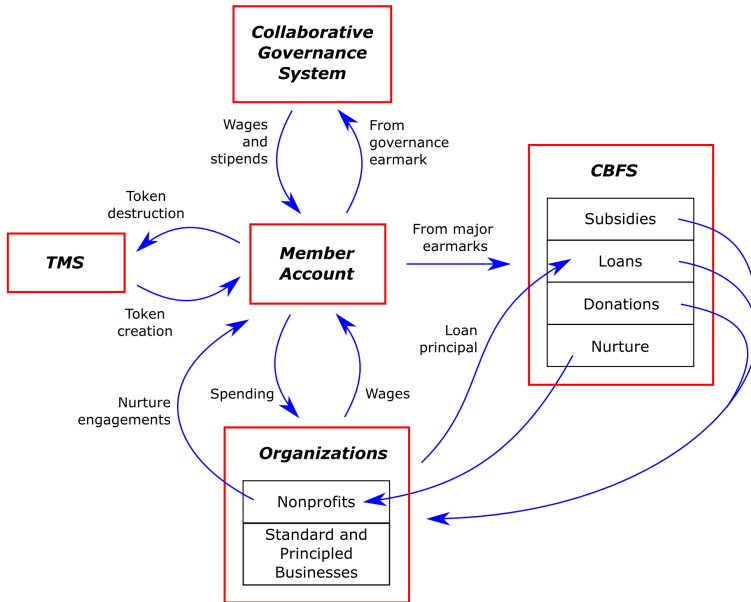 Collaborative
Governance
System
Wages
and
stipends
From
governance
earmark
CBFS
Subsidies
Loans
Donations
Nurture
Token
destruction
TMS
Member
Account
From major
earmarks
Token
creation
Loan
principal
Nurture
engagements
Spending
Wages
Organizations
Nonprofits
Standard and
Principled
Businesses